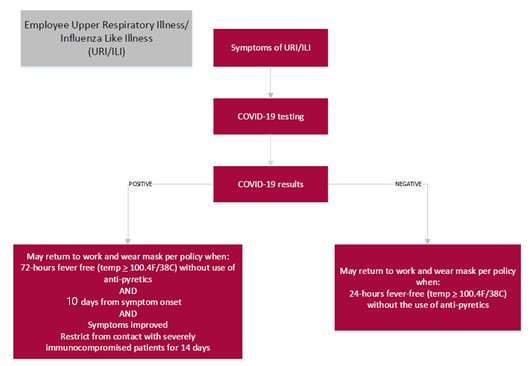 Employee Upper Respiratory Illness/
Influenza Like Illness
(URI/ILI)
Symptoms of URI/ILI
COVID-19 testing
COVID-19 results
POSITIVE
NEGATIVE
May return to work and wear mask per policy when:
72-hours fever free (temp ≥ 100.4F/38C) without use of
anti-pyretics
AND
10 days from symptom onset
AND
Symptoms improved
Restrict from contact with severely
immunocompromised patients for 14 days
May return to work and wear mask per policy
when:
24-hours fever-free (temp ≥ 100.4F/38C)
without the use of anti-pyretics